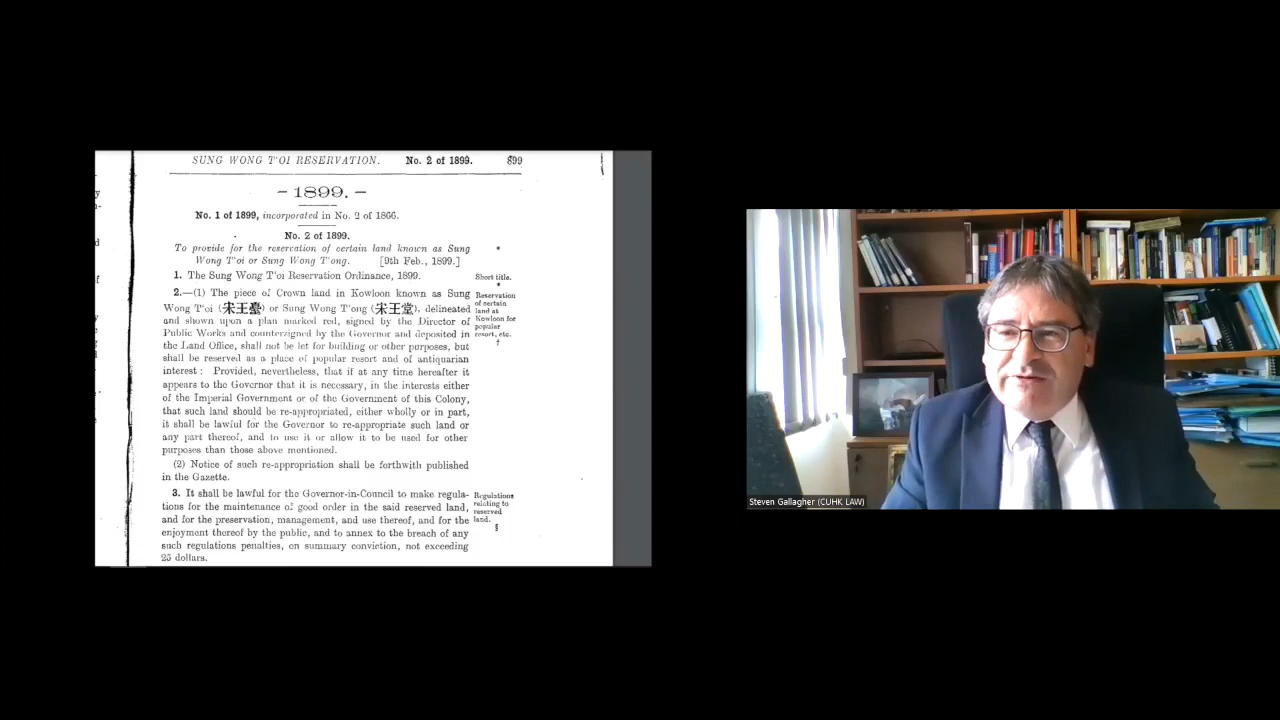 SUNG WONG T'OI RESERVATION. No. 2 of 1899. 899
- 1899. -
No. 1 of 1899, incorporated in No. 2 of 1866.
No. 2 of 1899.
To provide for the reservation of certain land known as Sung
Wong T'oi or Sung Wong T'ong. [9th Feb., 1899.]
*
1. The Sung Wong T'oi Reservation Ordinance, 1899.
Short title.
*
2.—(1) The piece of Crown land in Kowloon known as Sung
Wong T'oi (宋王臺) or Sung Wong T'ong (宋王堂), delineated
and shown upon a plan marked red, signed by the Director of
Public Works and countersigned by the Governor and deposited in
the Land Office, shall not be let for building or other purposes, but
shall be reserved as a place of popular resort and of antiquarian
interest : Provided, nevertheless, that if at any time hereafter it
appears to the Governor that it is necessary, in the interests either
of the Imperial Government or of the Government of this Colony,
that such land should be re-appropriated, either wholly or in part,
it shall be lawful for the Governor to re-appropriate such land or
any part thereof, and to use it or allow it to be used for other
purposes than those above mentioned.
Reservation
of certain
land at
Kowloon for
popular
resort, etc.
†
(2) Notice of such re-appropriation shall be forthwith published
in the Gazette.
3. It shall be lawful for the Governor-in-Council to make regula-
tions for the maintenance of good order in the said reserved land,
and for the preservation, management, and use thereof, and for the
enjoyment thereof by the public, and to annex to the breach of any
such regulations penalties, on summary conviction, not exceeding
25 dollars.
Regulations
relating to
reserved
land.
§
Steven Gallagher (CUHK LAW)